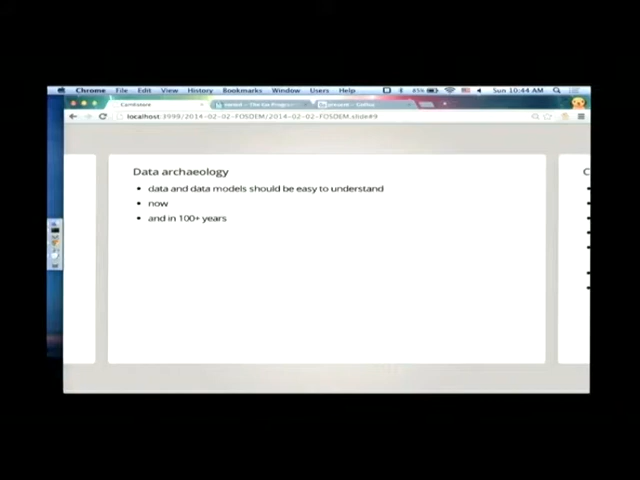 Chrome File Edit View History Bookmarks Window Users Help 45% Sun 10:44 AM
Camlistore
localhost:3999/2014-02-02-FOSDEM/2014-02-02-FOSDEM.slide#9
Data archaeology
• data and data models should be easy to understand
• now
• and in 100+ years
C